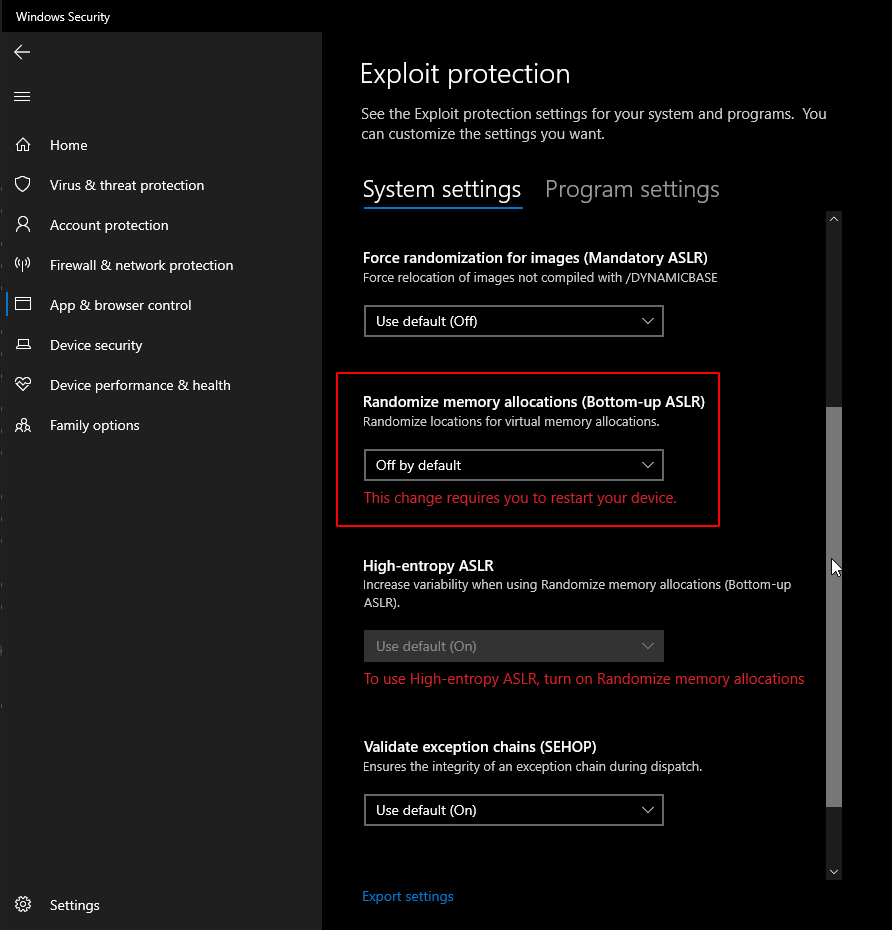 Windows Security
Home
Virus & threat protection
Account protection
Firewall & network protection
App & browser control
Device security
Device performance & health
Family options
Settings
Exploit protection
See the Exploit protection settings for your system and programs. You
can customize the settings you want.
System settings
Program settings
Force randomization for images (Mandatory ASLR)
Force relocation of images not compiled with /DYNAMICBASE
Use default (Off)
Randomize memory allocations (Bottom-up ASLR)
Randomize locations for virtual memory allocations.
Off by default
This change requires you to restart your device.
High-entropy ASLR
Increase variability when using Randomize memory allocations (Bottom-up
ASLR).
Use default (On)
To use High-entropy ASLR, turn on Randomize memory allocations
Validate exception chains (SEHOP)
Ensures the integrity of an exception chain during dispatch.
Use default (On)
Export settings